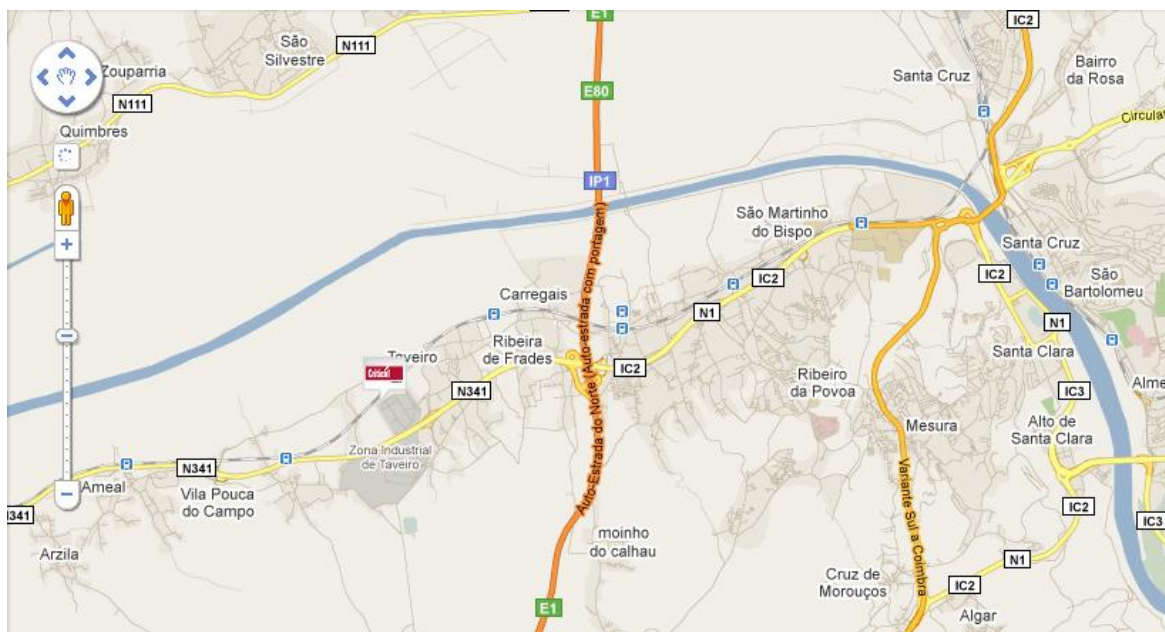 E1
IC2
São
Silvestre
N111
Zouparria
Bairro
da Rosa
Santa Cruz
E80
N111
Quimbres
IP1
São Martinho
do Bispo
Santa Cruz
IC2
IC2
São
Bartolomeu
Carregais
N1
N1
Ribeira
de Frades
Taveiro
Critical
IC2
Santa Clara
N341
Ribeiro
da Povoa
IC3
Mesura
Alto de
Santa Clara
Zona Industrial
de Taveiro
N341
Ameal
Vila Pouca
do Campo
Auto-Estrada do Norte (Auto-estrada com portagem)
Variante Sul a Coimbra
IC2
IC3
N341
moinho
do calhau
Arzila
N1
Cruz de
Morouços
IC2
E1
Algar